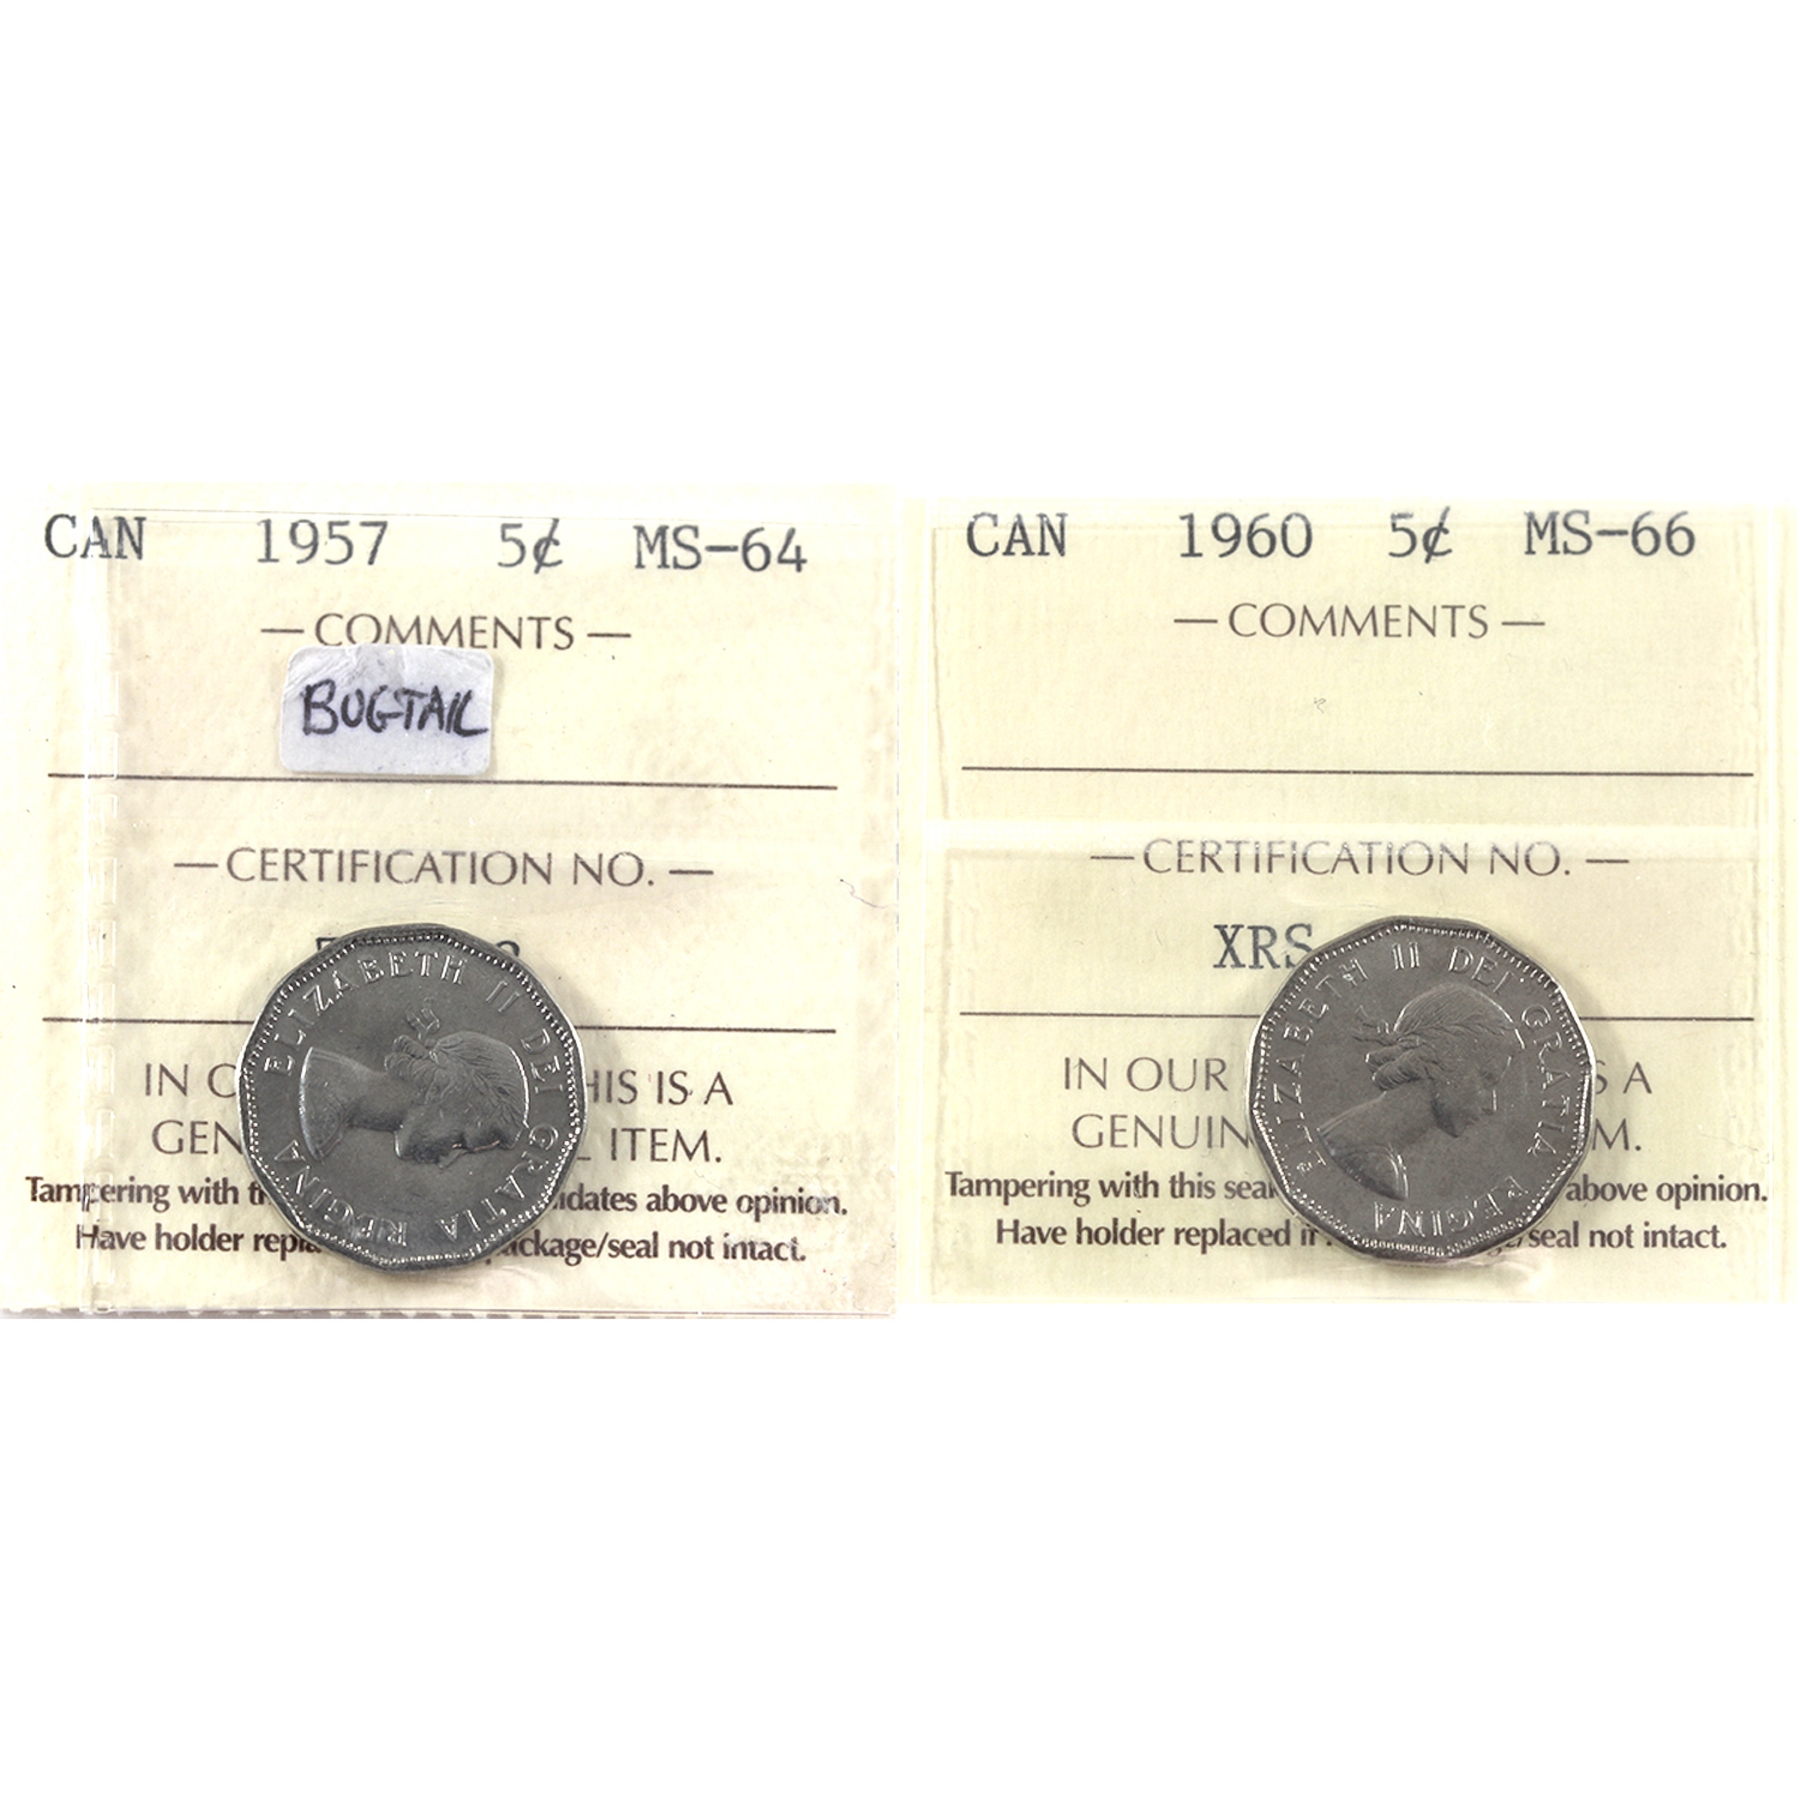 CAN 1957 5¢ MS-64
— COMMENTS —
BUGTAIL
— CERTIFICATION NO. —
ELIZABETH II DEI GRATIA REGINA
IN HIS IS A
GEN ITEM.
Tampering with idates above opinion.
Have holder ckage/seal not intact.
CAN 1960 5¢ MS-66
— COMMENTS —
— CERTIFICATION NO. —
XRS
ELIZABETH II DEI GRATIA REGINA
IN OUR A
GENUIN M.
Tampering with this sea above opinion.
Have holder replaced seal not intact.